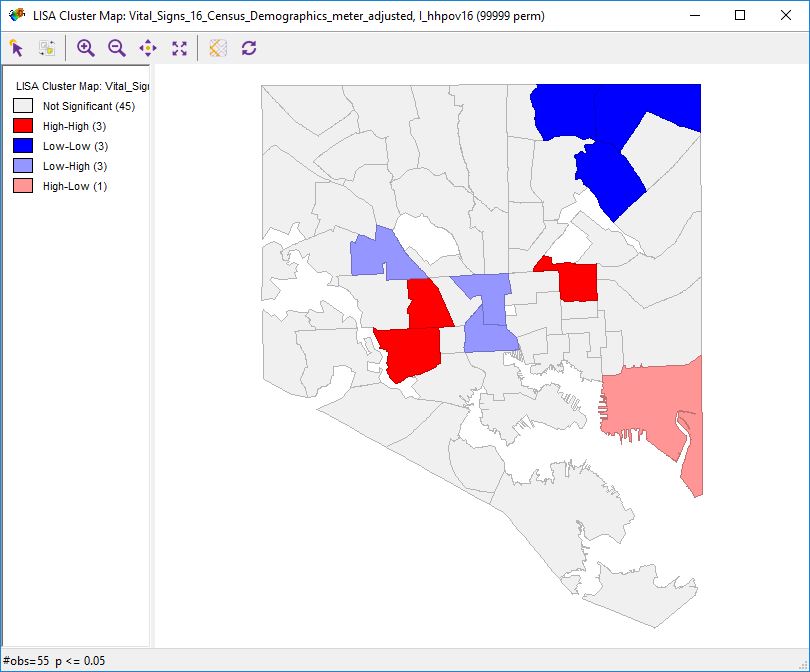 LISA Cluster Map: Vital_Signs_16_Census_Demographics_meter_adjusted, I_hhpov16 (99999 perm)
LISA Cluster Map: Vital_Sig
Not Significant (45)
High-High (3)
Low-Low (3)
Low-High (3)
High-Low (1)
#obs=55 p <= 0.05